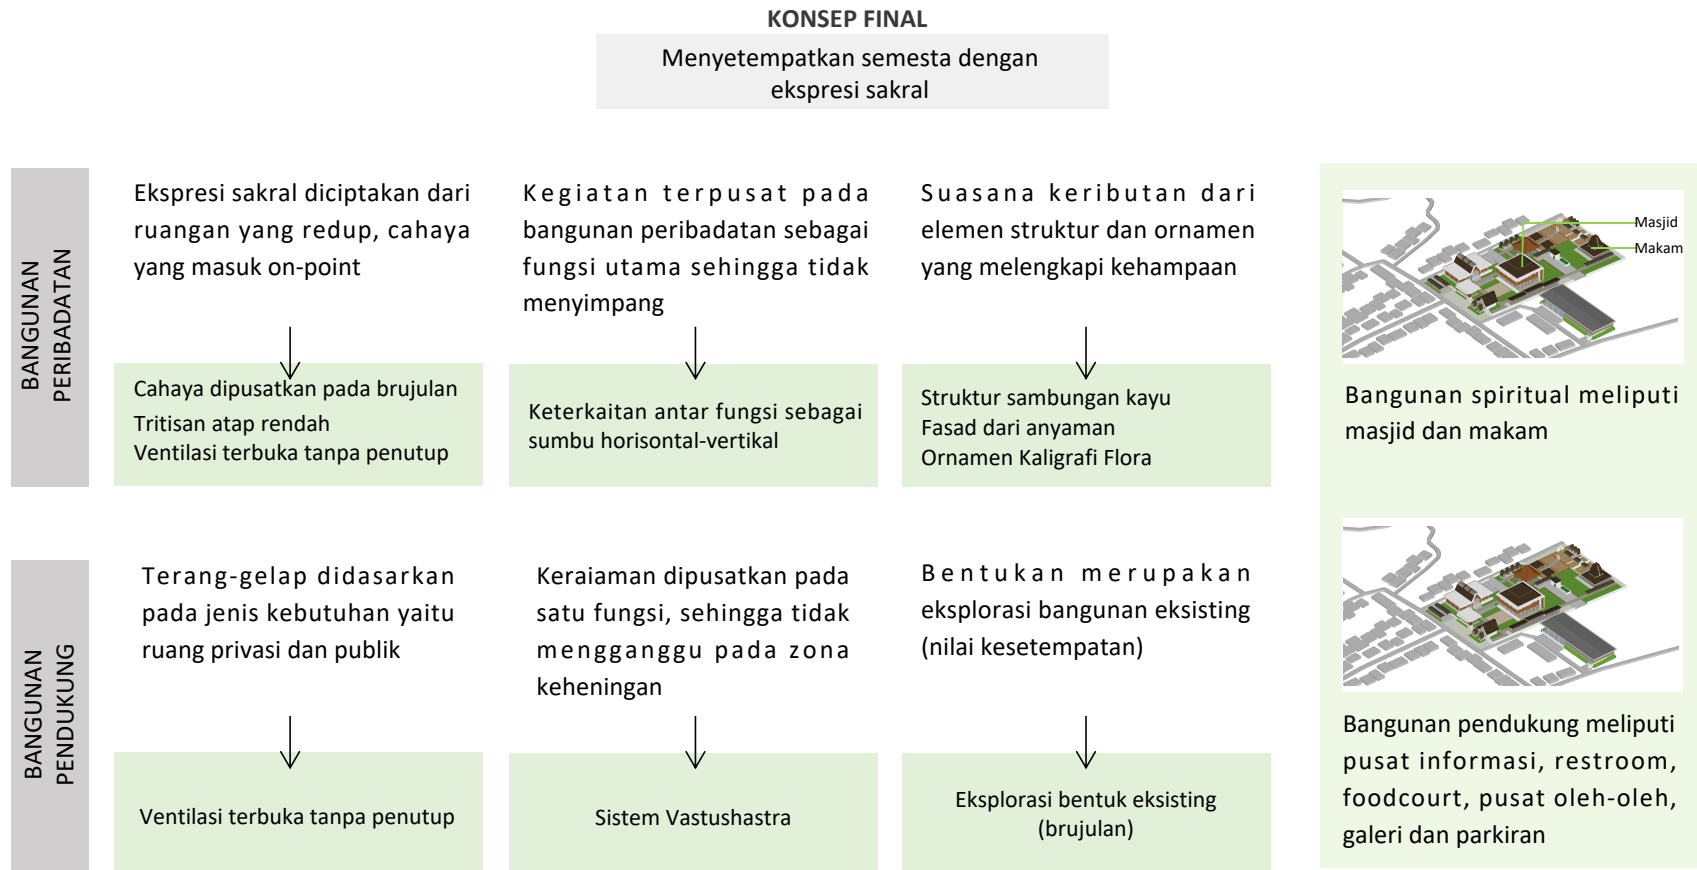 KONSEP FINAL
Menyetempatkan semesta dengan
ekspresi sakral
BANGUNAN
PERIBADATAN
Ekspresi sakral diciptakan dari
ruangan yang redup, cahaya
yang masuk on-point
Cahaya dipusatkan pada brujulan
Tritisan atap rendah
Ventilasi terbuka tanpa penutup
Kegiatan terpusat pada
bangunan peribadatan sebagai
fungsi utama sehingga tidak
menyimpang
Keterkaitan antar fungsi sebagai
sumbu horisontal-vertikal
Suasana keributan dari
elemen struktur dan ornamen
yang melengkapi kehampaan
Struktur sambungan kayu
Fasad dari anyaman
Ornamen Kaligrafi Flora
Masjid
Makam
Bangunan spiritual meliputi
masjid dan makam
BANGUNAN
PENDUKUNG
Terang-gelap didasarkan
pada jenis kebutuhan yaitu
ruang privasi dan publik
Ventilasi terbuka tanpa penutup
Keraiaman dipusatkan pada
satu fungsi, sehingga tidak
mengganggu pada zona
keheningan
Sistem Vastushastra
Bentukan merupakan
eksplorasi bangunan eksisting
(nilai kesetempatan)
Eksplorasi bentuk eksisting
(brujulan)
Bangunan pendukung meliputi
pusat informasi, restroom,
foodcourt, pusat oleh-oleh,
galeri dan parkiran